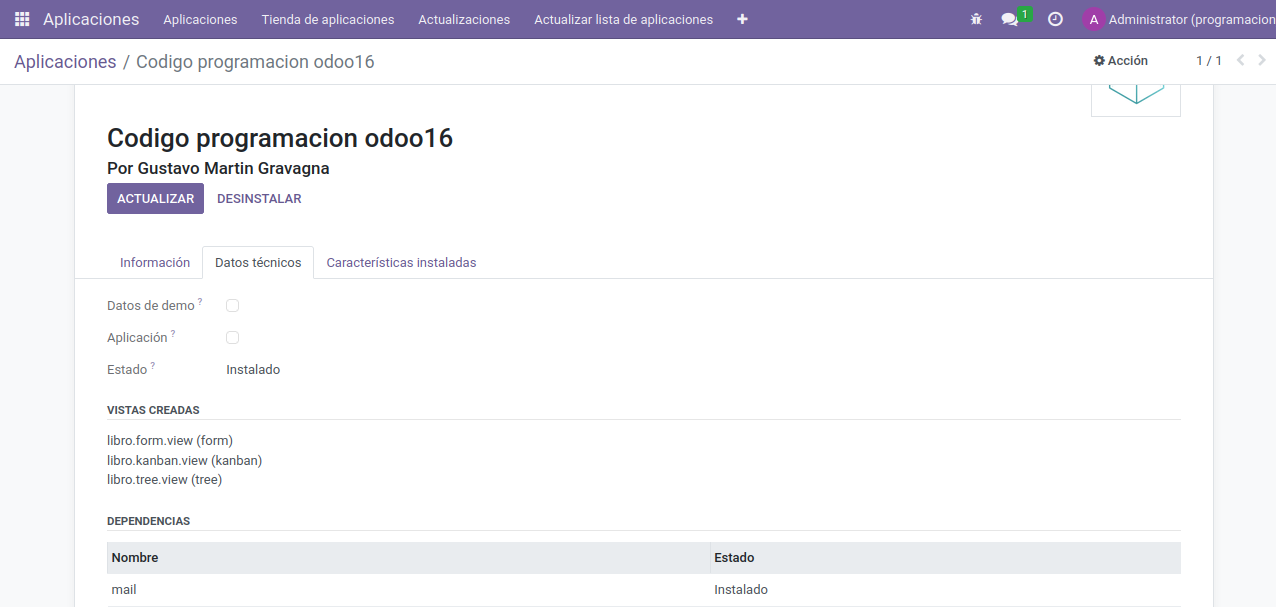 Aplicaciones Aplicaciones Tienda de aplicaciones Actualizaciones Actualizar lista de aplicaciones 1 A Administrator (programacion
Aplicaciones / Codigo programacion odoo16 Acción 1 / 1
Codigo programacion odoo16
Por Gustavo Martin Gravagna
ACTUALIZAR DESINSTALAR
Información Datos técnicos Características instaladas
Datos de demo ?
Aplicación ?
Estado ? Instalado
VISTAS CREADAS
libro.form.view (form)
libro.kanban.view (kanban)
libro.tree.view (tree)
DEPENDENCIAS
Nombre Estado
mail Instalado